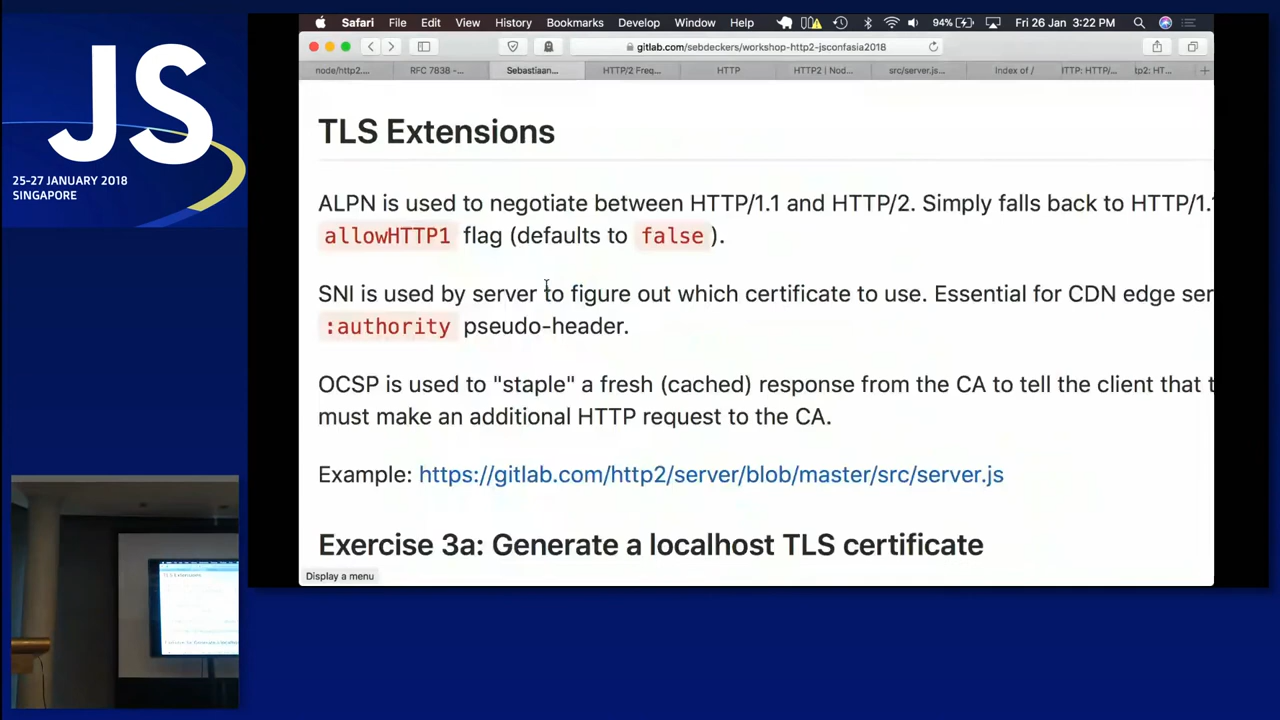 JS
25-27 JANUARY 2018
SINGAPORE
Safari File Edit View History Bookmarks Develop Window Help 94% Fri 26 Jan 3:22 PM
gitlab.com/sebdeckers/workshop-http2-jsconfasia2018
node/http2.... RFC 7838 -... Sebastiaan... HTTP/2 Freq... HTTP HTTP2 | Nod... src/server.js... Index of / ITTP: HTTP/... tp2: HT...
TLS Extensions
ALPN is used to negotiate between HTTP/1.1 and HTTP/2. Simply falls back to HTTP/1.
allowHTTP1 flag (defaults to false ).
SNI is used by server to figure out which certificate to use. Essential for CDN edge ser
:authority pseudo-header.
OCSP is used to "staple" a fresh (cached) response from the CA to tell the client that t
must make an additional HTTP request to the CA.
Example: https://gitlab.com/http2/server/blob/master/src/server.js
Exercise 3a: Generate a localhost TLS certificate
Display a menu
TLS Extensions